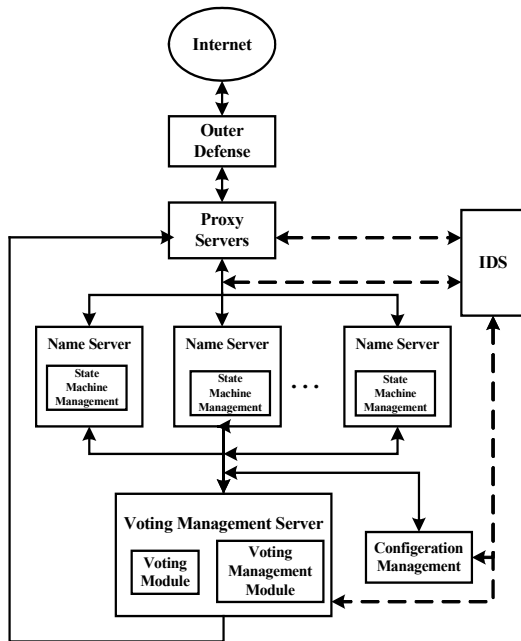 Internet
Outer
Defense
Proxy
Servers
IDS
Name Server
State
Machine
Management
Name Server
State
Machine
Management
...
Name Server
State
Machine
Management
Voting Management Server
Voting
Module
Voting
Management
Module
Configeration
Management